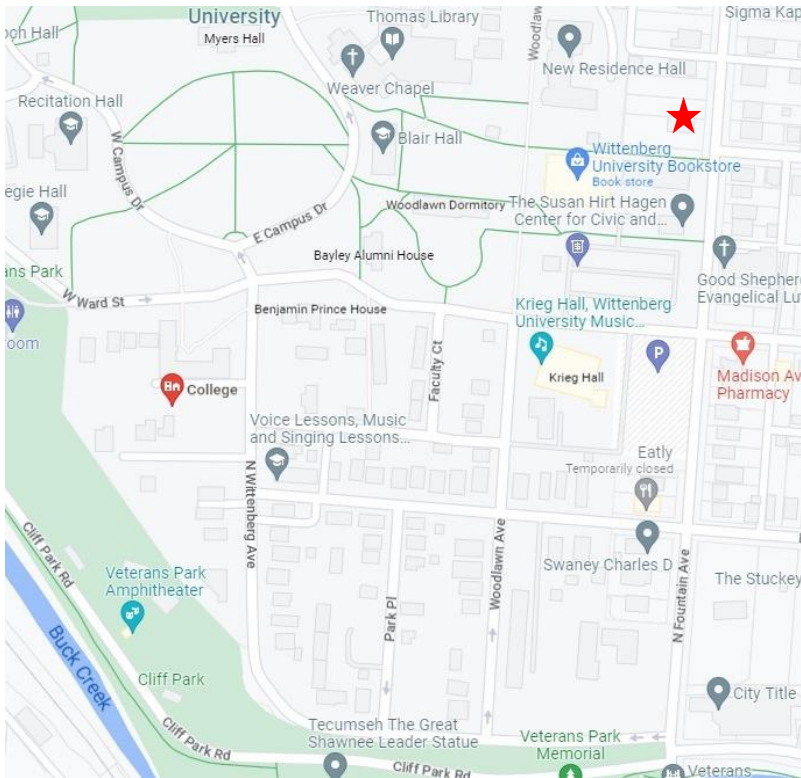 University
Thomas Library
Sigma Kap
och Hall
Myers Hall
Woodlaw
New Residence Hall
Weaver Chapel
Recitation Hall
W Campus Dr
Blair Hall
Wittenberg
University Bookstore
Book store
egie Hall
Woodlawn Dormitory
The Susan Hirt Hagen
Center for Civic and...
E Campus Dr
Bayley Alumni House
ans Park
W Ward St
Good Shepherd
Evangelical Lu
Benjamin Prince House
Krieg Hall, Wittenberg
University Music...
room
Faculty Ct
P
Krieg Hall
Madison Av
Pharmacy
College
Voice Lessons, Music
and Singing Lessons...
Eatly
Temporarily closed
N Wittenberg Ave
Cliff Park Rd
Swaney Charles D
Woodlawn Ave
N Fountain Ave
The Stuckey
Veterans Park
Amphitheater
Park Pl
Buck Creek
Cliff Park
City Title
Cliff Park Rd
Tecumseh The Great
Shawnee Leader Statue
Veterans Park
Memorial
Cliff Park Rd
Veterans